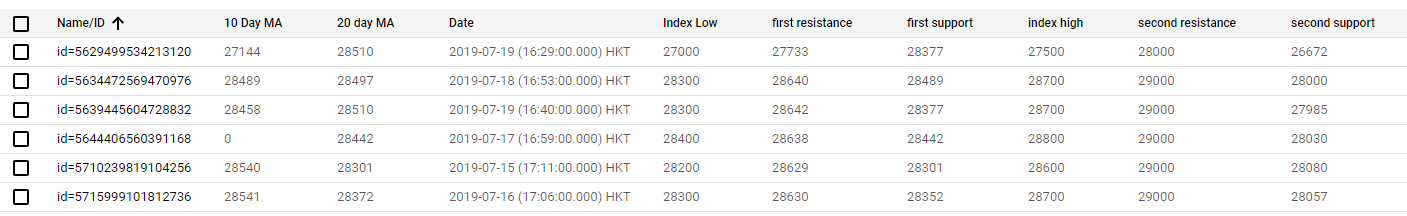 Name/ID ↑ 10 Day MA 20 day MA Date Index Low first resistance first support index high second resistance second support
id=5629499534213120 27144 28510 2019-07-19 (16:29:00.000) HKT 27000 27733 28377 27500 28000 26672
id=5634472569470976 28489 28497 2019-07-18 (16:53:00.000) HKT 28300 28640 28489 28700 29000 28000
id=5639445604728832 28458 28510 2019-07-19 (16:40:00.000) HKT 28300 28642 28377 28700 29000 27985
id=5644406560391168 0 28442 2019-07-17 (16:59:00.000) HKT 28400 28638 28442 28800 29000 28030
id=5710239819104256 28540 28301 2019-07-15 (17:11:00.000) HKT 28200 28629 28301 28600 29000 28080
id=5715999101812736 28541 28372 2019-07-16 (17:06:00.000) HKT 28300 28630 28352 28700 29000 28057